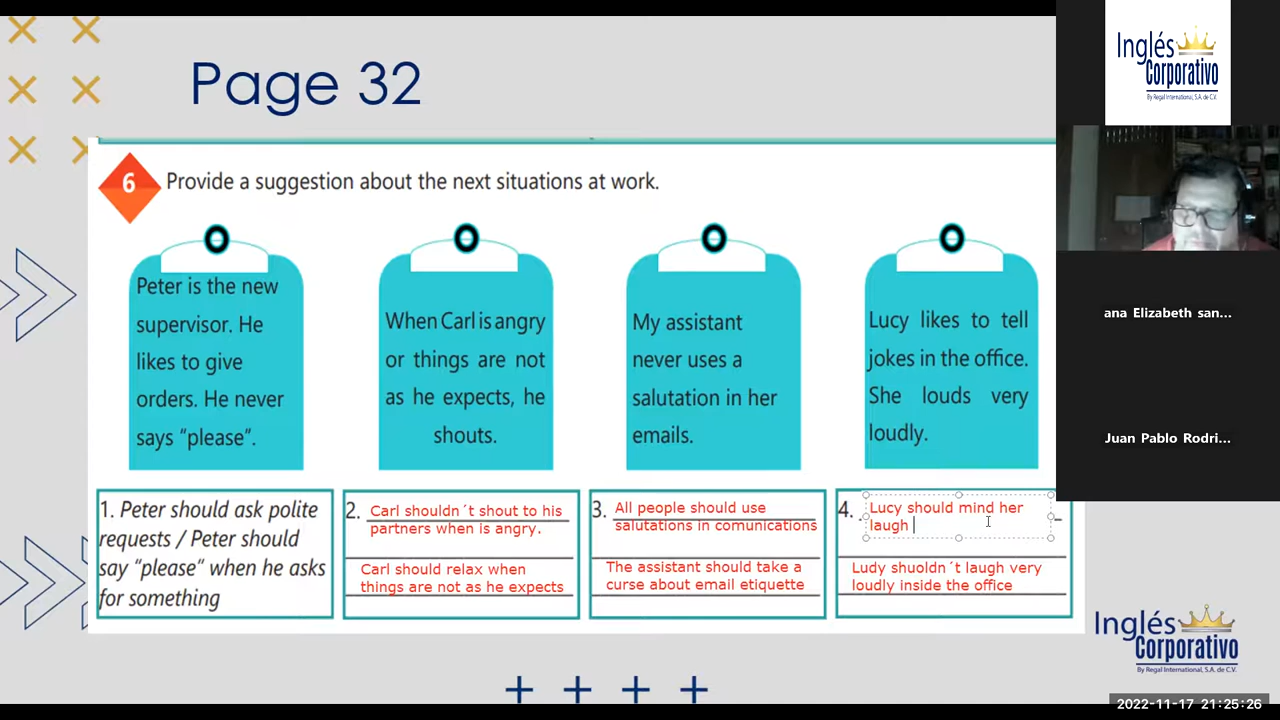 Page 32
6 Provide a suggestion about the next situations at work.
Peter is the new
supervisor. He
likes to give
orders. He never
says “please”.
When Carl is angry
or things are not
as he expects, he
shouts.
My assistant
never uses a
salutation in her
emails.
Lucy likes to tell
jokes in the office.
She louds very
loudly.
1. Peter should ask polite
requests / Peter should
say “please” when he asks
for something
2. Carl shouldn´t shout to his
partners when is angry.
Carl should relax when
things are not as he expects
3. All people should use
salutations in comunications
The assistant should take a
curse about email etiquette
4. Lucy should mind her
laugh
Ludy shuoldn´t laugh very
loudly inside the office
Inglés
Corporativo
By Regal International, S.A. de C.V.
ana Elizabeth san...
Juan Pablo Rodri...
Inglés
Corporativo
By Regal International, S.A. de C.V.
2022-11-17 21:25:26